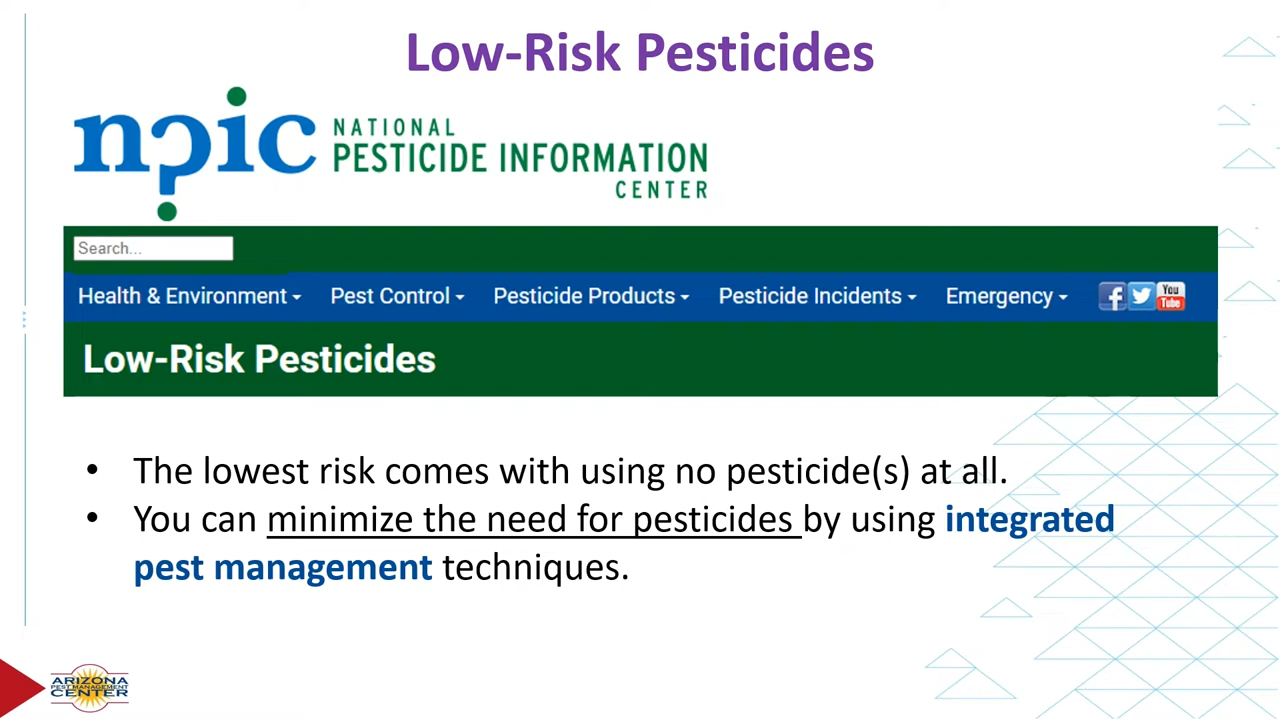 Low-Risk Pesticides
npic NATIONAL
PESTICIDE INFORMATION
CENTER
Search...
Health & Environment Pest Control Pesticide Products Pesticide Incidents Emergency f You Tube
Low-Risk Pesticides
• The lowest risk comes with using no pesticide(s) at all.
• You can minimize the need for pesticides by using integrated
pest management techniques.
ARIZONA
PEST MANAGEMENT
CENTER